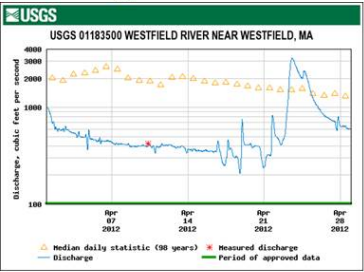 USGS
USGS 01183500 WESTFIELD RIVER NEAR WESTFIELD, MA
Discharge, cubic feet per second
4000
3000
2000
1000
100
Apr 07 2012
Apr 14 2012
Apr 21 2012
Apr 28 2012
Median daily statistic (98 years)
Measured discharge
Discharge
Period of approved data